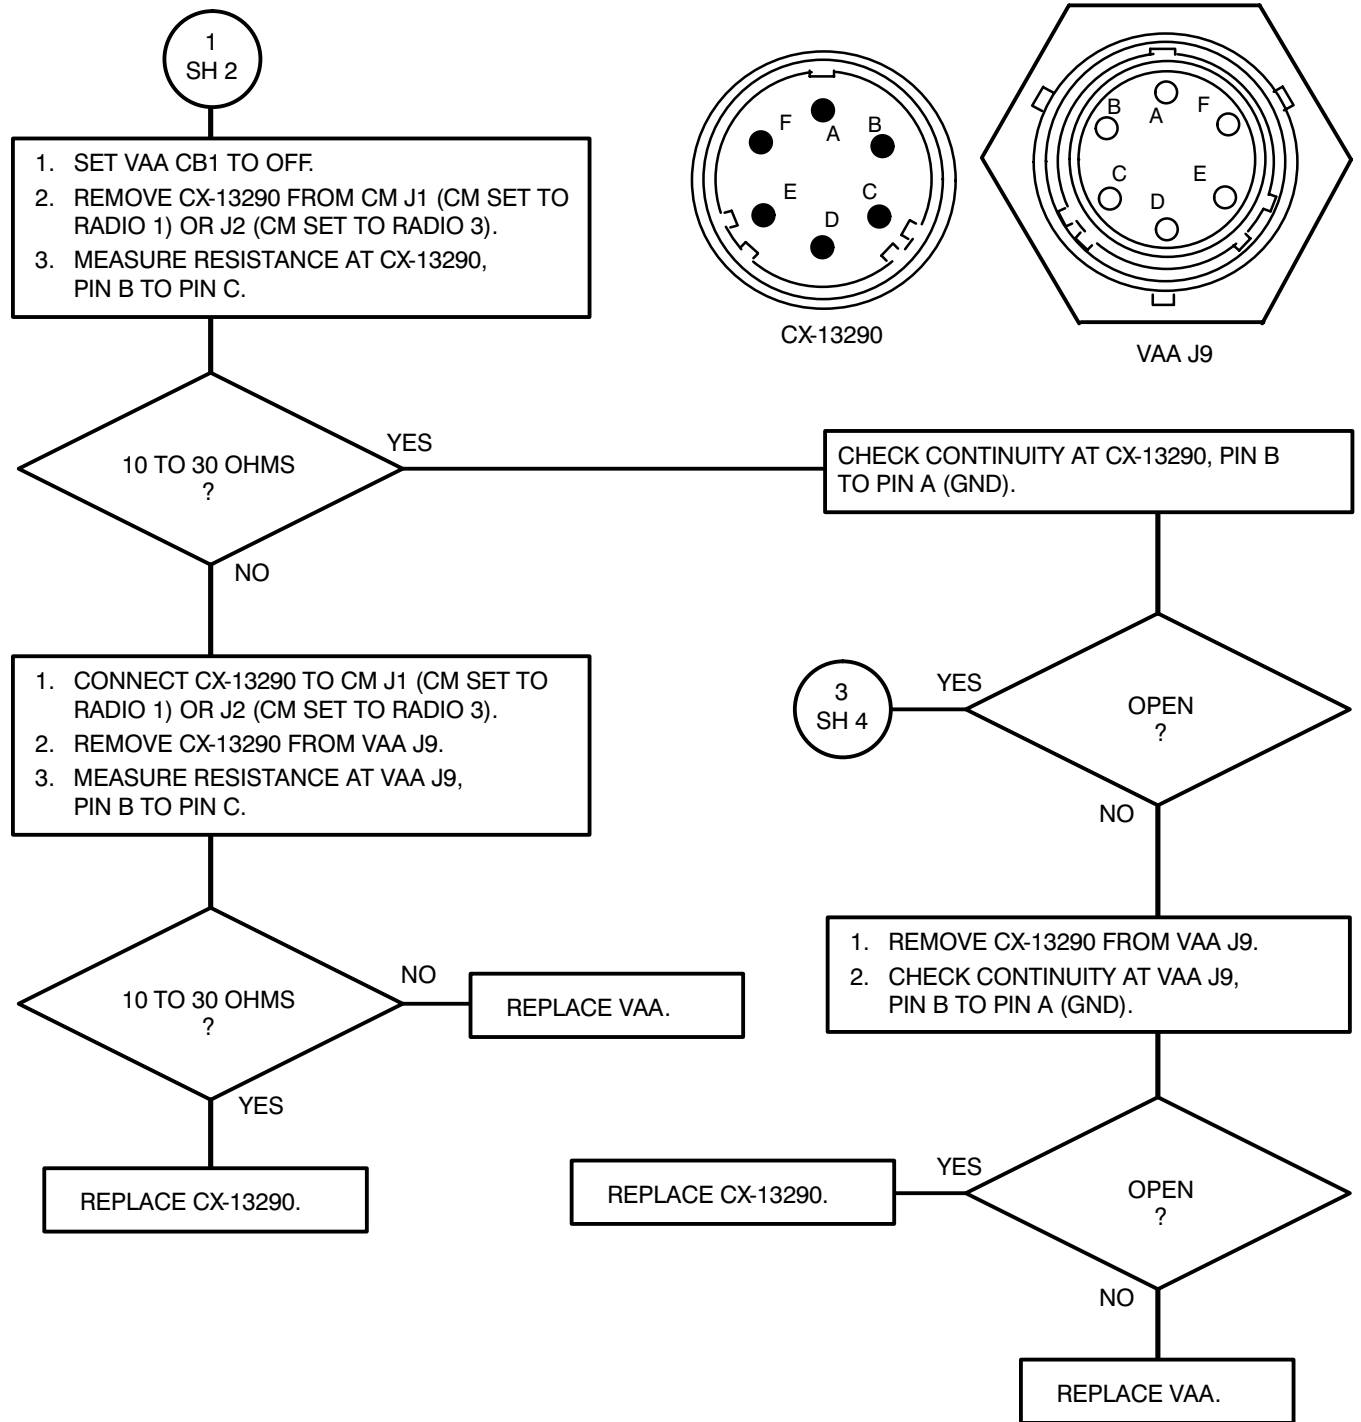 1
SH 2
1. SET VAA CB1 TO OFF.
2. REMOVE CX-13290 FROM CM J1 (CM SET TO
RADIO 1) OR J2 (CM SET TO RADIO 3).
3. MEASURE RESISTANCE AT CX-13290,
PIN B TO PIN C.
F
A
B
E
D
C
CX-13290
B
A
F
C
D
E
VAA J9
10 TO 30 OHMS
?
YES
NO
CHECK CONTINUITY AT CX-13290, PIN B
TO PIN A (GND).
1. CONNECT CX-13290 TO CM J1 (CM SET TO
RADIO 1) OR J2 (CM SET TO RADIO 3).
2. REMOVE CX-13290 FROM VAA J9.
3. MEASURE RESISTANCE AT VAA J9,
PIN B TO PIN C.
3
SH 4
YES
OPEN
?
NO
10 TO 30 OHMS
?
NO
REPLACE VAA.
YES
REPLACE CX-13290.
1. REMOVE CX-13290 FROM VAA J9.
2. CHECK CONTINUITY AT VAA J9,
PIN B TO PIN A (GND).
REPLACE CX-13290.
YES
OPEN
?
NO
REPLACE VAA.